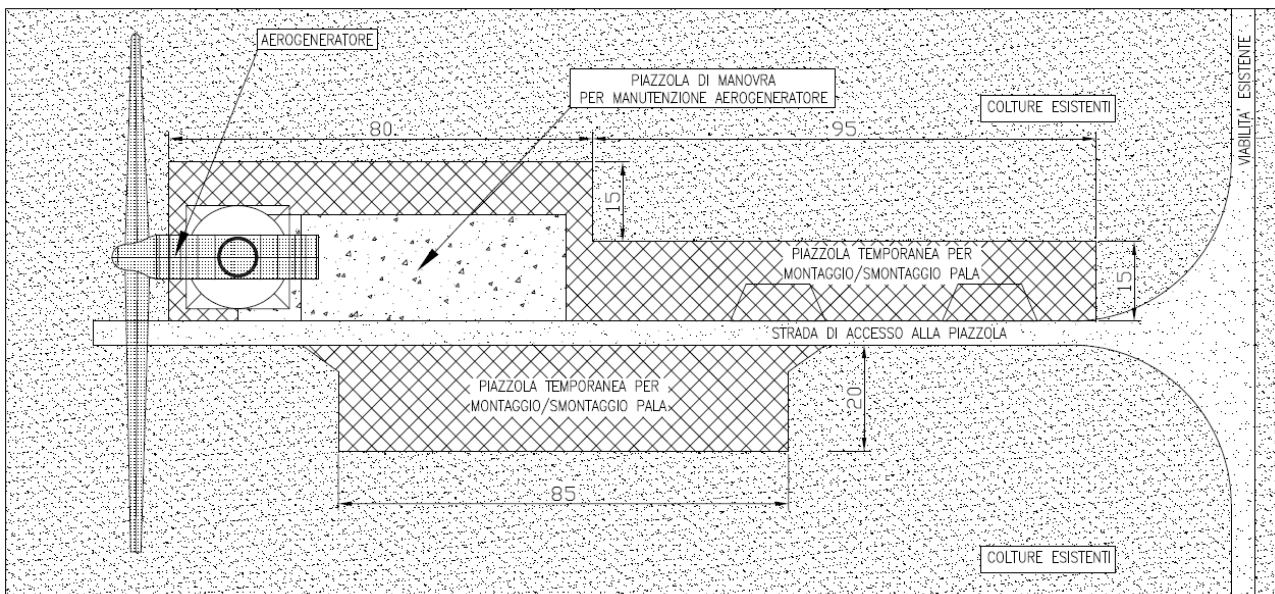 AEROGENERATORE
PIAZZOLA DI MANOVRA
PER MANUTENZIONE AEROGENERATORE
COLTURE ESISTENTI
VIABILITA' ESISTENTE
80
95
15
PIAZZOLA TEMPORANEA PER
MONTAGGIO/SMONTAGGIO PALA
15
STRADA DI ACCESSO ALLA PIAZZOLA
PIAZZOLA TEMPORANEA PER
MONTAGGIO/SMONTAGGIO PALA
20
85
COLTURE ESISTENTI